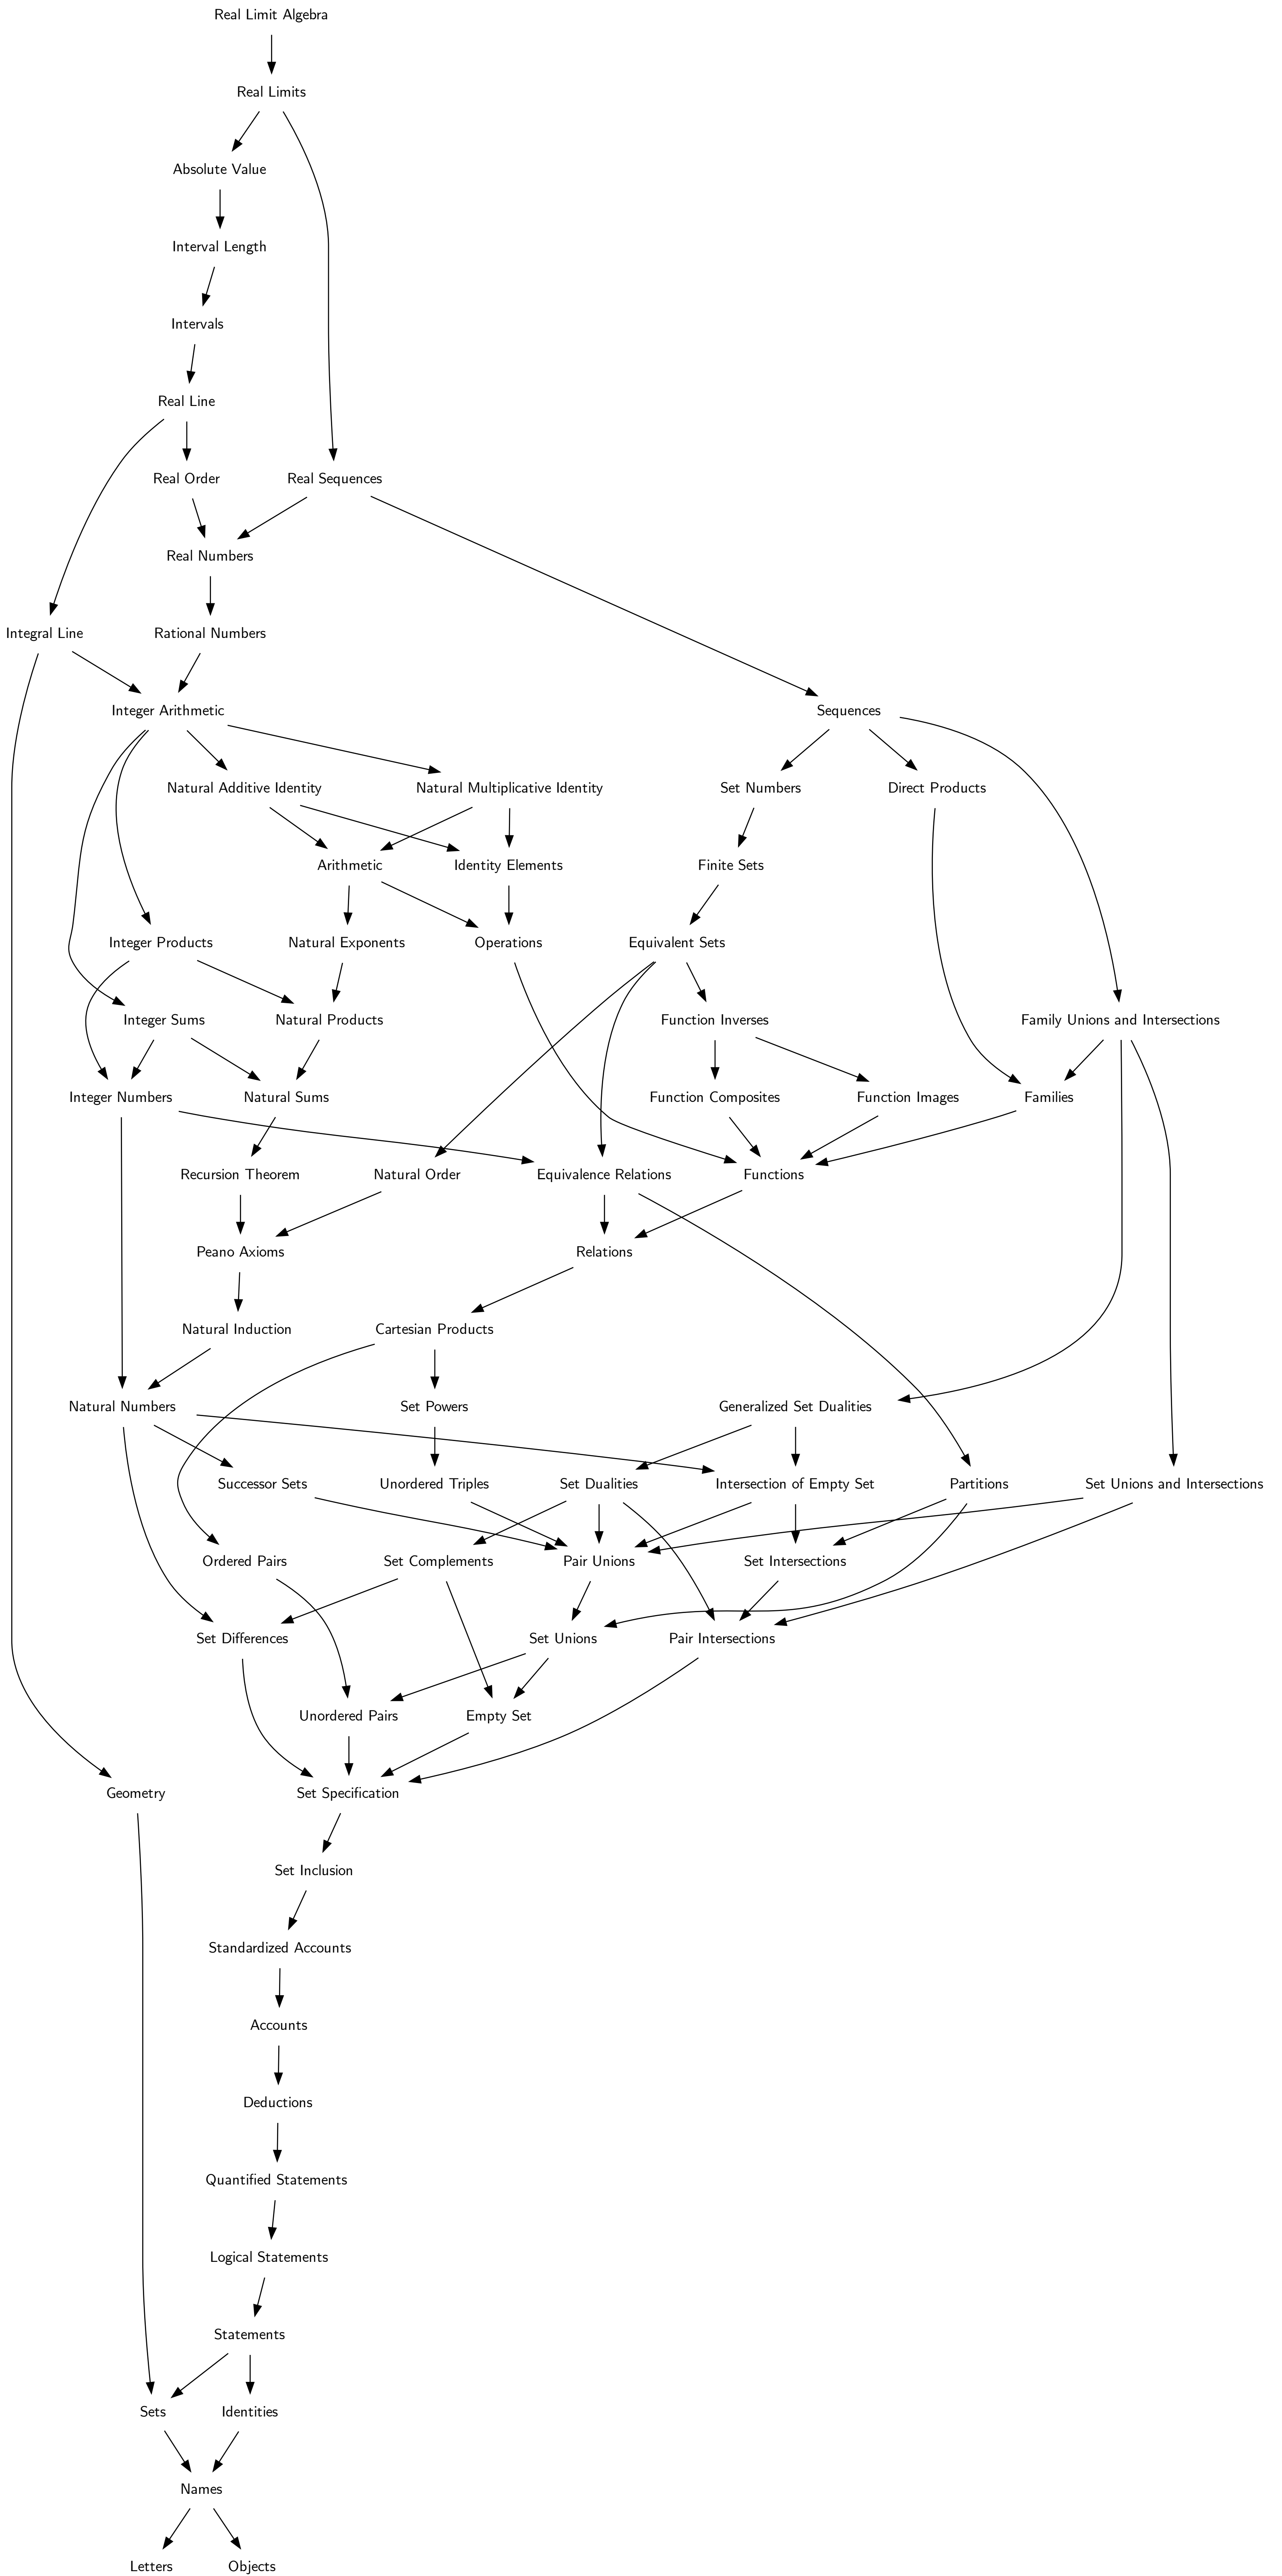 Real Limit Algebra
Real Limits
Absolute Value
Interval Length
Intervals
Real Line
Real Order
Real Sequences
Real Numbers
Integral Line
Rational Numbers
Integer Arithmetic
Sequences
Natural Additive Identity
Natural Multiplicative Identity
Set Numbers
Direct Products
Arithmetic
Identity Elements
Finite Sets
Integer Products
Natural Exponents
Operations
Equivalent Sets
Integer Sums
Natural Products
Function Inverses
Family Unions and Intersections
Integer Numbers
Natural Sums
Function Composites
Function Images
Families
Recursion Theorem
Natural Order
Equivalence Relations
Functions
Peano Axioms
Relations
Natural Induction
Cartesian Products
Natural Numbers
Set Powers
Generalized Set Dualities
Successor Sets
Unordered Triples
Set Dualities
Intersection of Empty Set
Partitions
Set Unions and Intersections
Ordered Pairs
Set Complements
Pair Unions
Set Intersections
Set Differences
Set Unions
Pair Intersections
Unordered Pairs
Empty Set
Geometry
Set Specification
Set Inclusion
Standardized Accounts
Accounts
Deductions
Quantified Statements
Logical Statements
Statements
Sets
Identities
Names
Letters
Objects